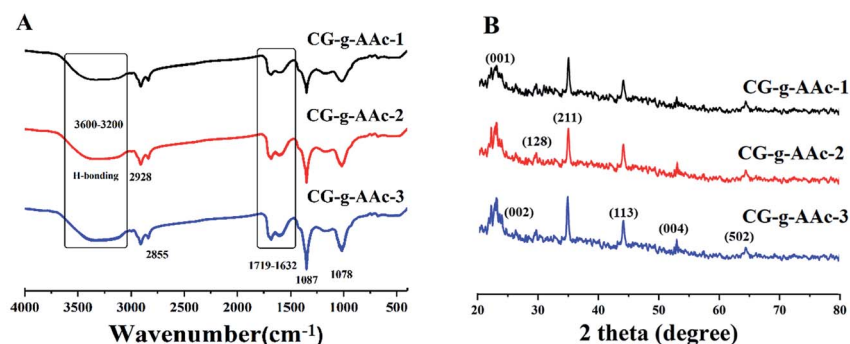 A
CG-g-AAc-1
CG-g-AAc-2
3600-3200
H-bonding
2928
CG-g-AAc-3
2855
1719-1632
1087
1078
4000 3500 3000 2500 2000 1500 1000 500
Wavenumber(cm-1)
B
(001)
CG-g-AAc-1
(211)
(128)
CG-g-AAc-2
(002)
(113)
(004)
(502)
CG-g-AAc-3
20 30 40 50 60 70 80
2 theta (degree)